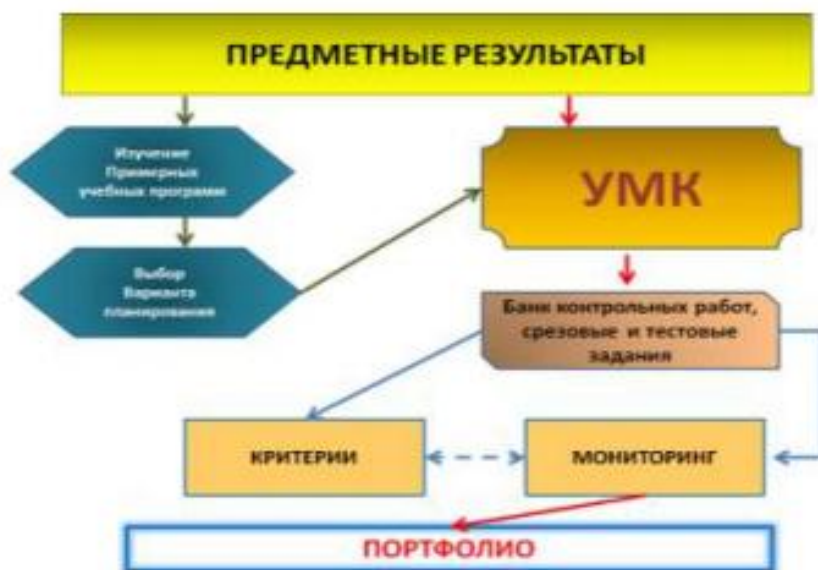 ПРЕДМЕТНЫЕ РЕЗУЛЬТАТЫ
Изучение
Примерных
учебных программ
УМК
Выбор
Варианта
планирования
Банк контрольных работ,
срезовые и тестовые
задания
КРИТЕРИИ
МОНИТОРИНГ
ПОРТФОЛИО